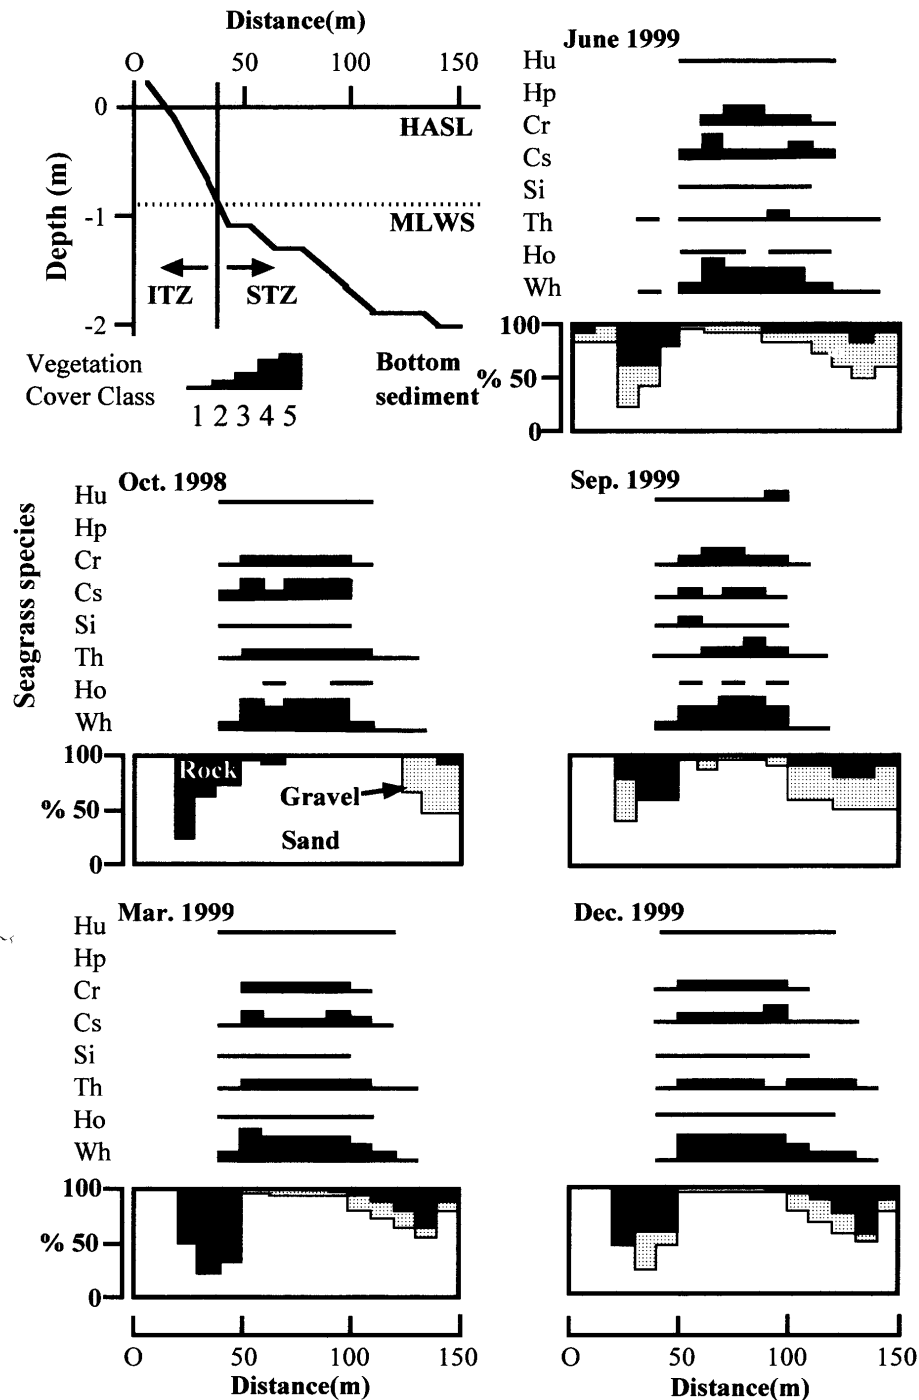 Distance(m)
O 50 100 150
0
HASL
Depth (m)
-1
MLWS
ITZ STZ
-2
Vegetation
Cover Class
1 2 3 4 5
Bottom
sediment
June 1999
Hu
Hp
Cr
Cs
Si
Th
Ho
Wh
100
% 50
0
Seagrass species
Oct. 1998
Hu
Hp
Cr
Cs
Si
Th
Ho
Wh
100
% 50
0
Rock
Gravel
Sand
Sep. 1999
Mar. 1999
Hu
Hp
Cr
Cs
Si
Th
Ho
Wh
100
% 50
0
O 50 100 150
Distance(m)
Dec. 1999
O 50 100 150
Distance(m)